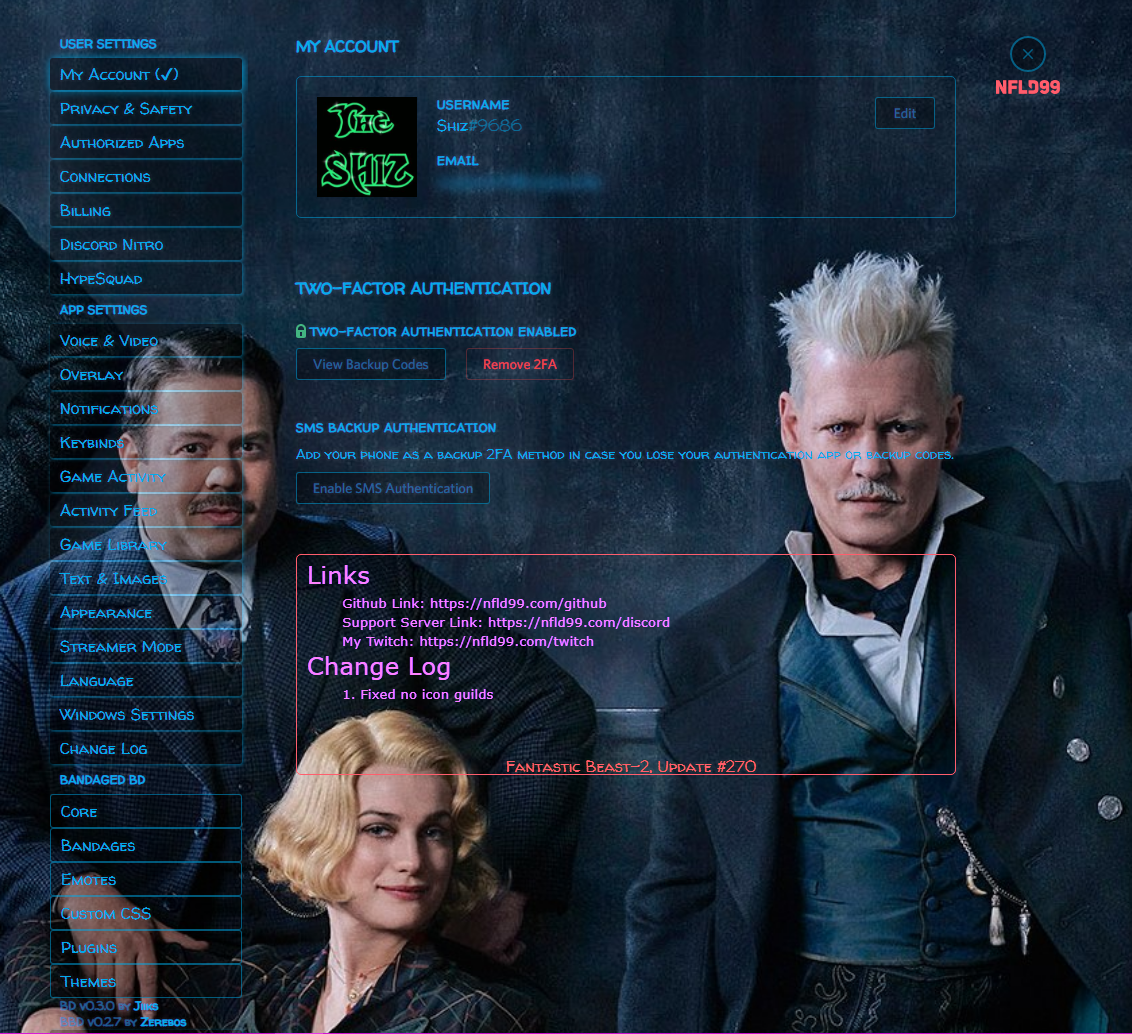 USER SETTINGS
My Account (✓)
Privacy & Safety
Authorized Apps
Connections
Billing
Discord Nitro
HypeSquad
APP SETTINGS
Voice & Video
Overlay
Notifications
Keybinds
Game Activity
Activity Feed
Game Library
Text & Images
Appearance
Streamer Mode
Language
Windows Settings
Change Log
BANDAGED BD
Core
Bandages
Emotes
Custom CSS
Plugins
Themes
BD v0.3.0 by Jiiks
BBD v0.2.7 by Zerebos
MY ACCOUNT
The
SHIZ
USERNAME
Shiz#9686
EMAIL
Edit
NFLD99
TWO-FACTOR AUTHENTICATION
TWO-FACTOR AUTHENTICATION ENABLED
View Backup Codes
Remove 2FA
SMS BACKUP AUTHENTICATION
Add your phone as a backup 2FA method in case you lose your authentication app or backup codes.
Enable SMS Authentication
Links
Github Link: https://nfld99.com/github
Support Server Link: https://nfld99.com/discord
My Twitch: https://nfld99.com/twitch
Change Log
1. Fixed no icon guilds
Fantastic Beast-2, Update #270